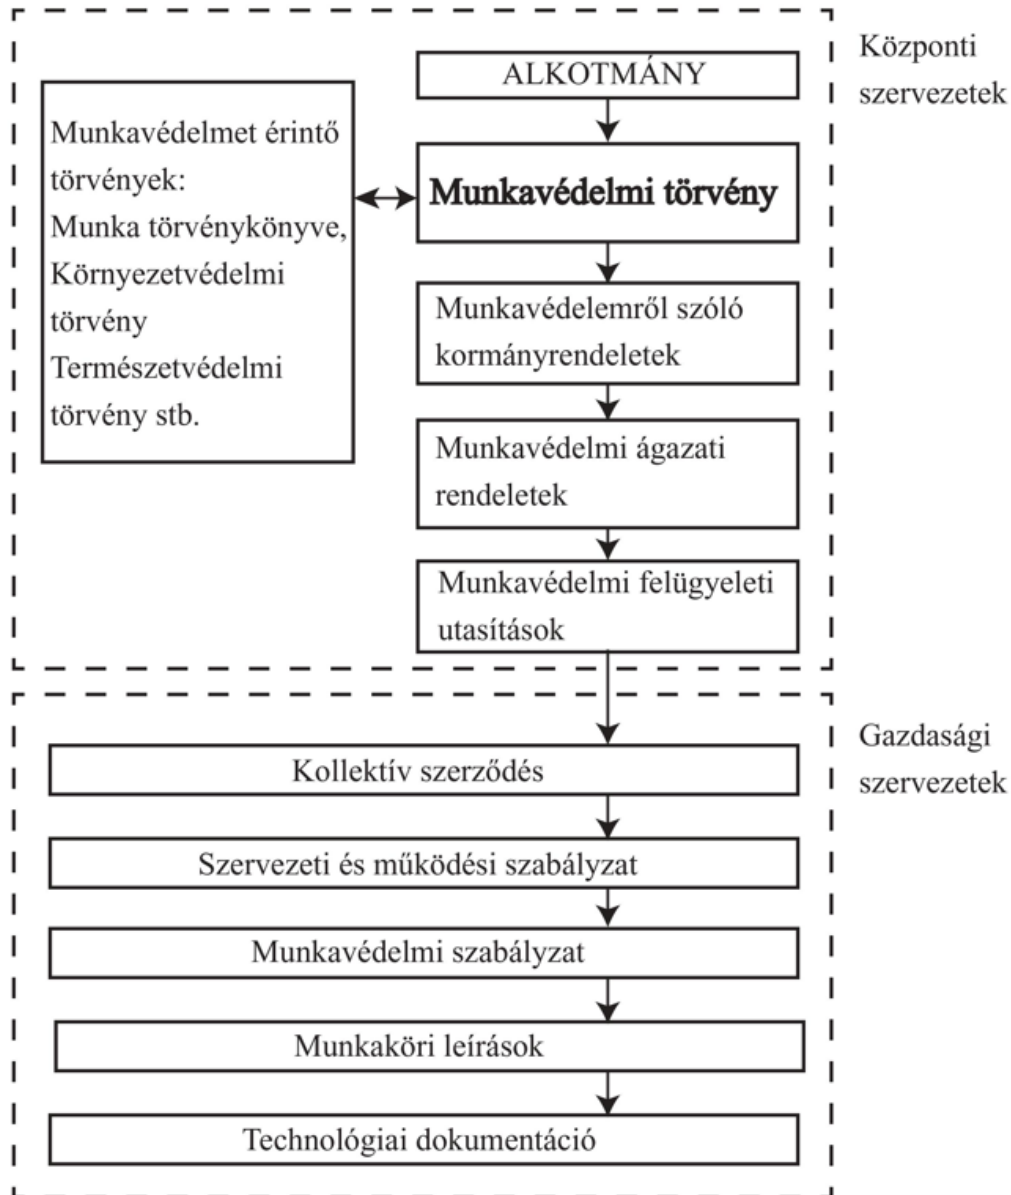 Központi
szervezetek
ALKOTMÁNY
Munkavédelmet érintő
törvények:
Munka törvénykönyve,
Környezetvédelmi
törvény
Természetvédelmi
törvény stb.
Munkavédelmi törvény
Munkavédelemről szóló
kormányrendeletek
Munkavédelmi ágazati
rendeletek
Munkavédelmi felügyeleti
utasítások
Gazdasági
szervezetek
Kollektív szerződés
Szervezeti és működési szabályzat
Munkavédelmi szabályzat
Munkaköri leírások
Technológiai dokumentáció